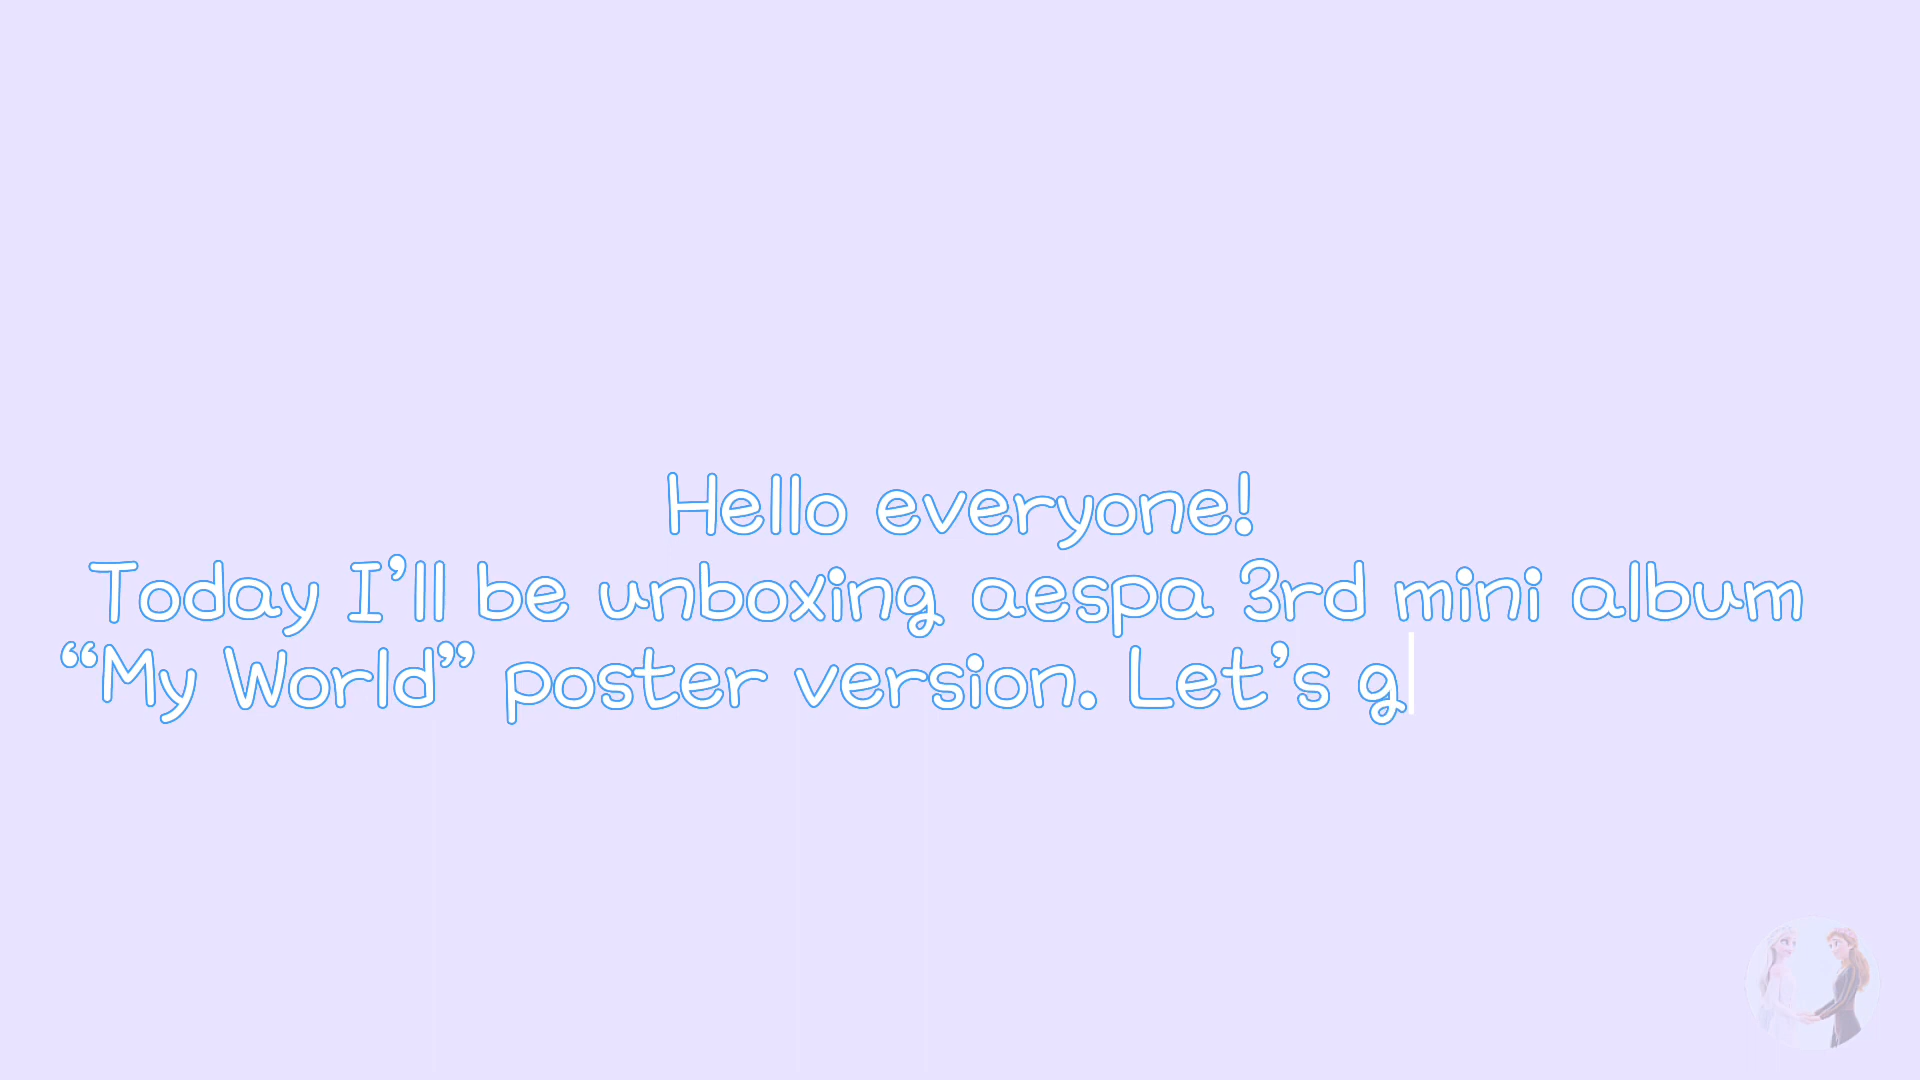 Hello everyone!
Today I’ll be unboxing aespa 3rd mini album
“My World” poster version. Let’s g